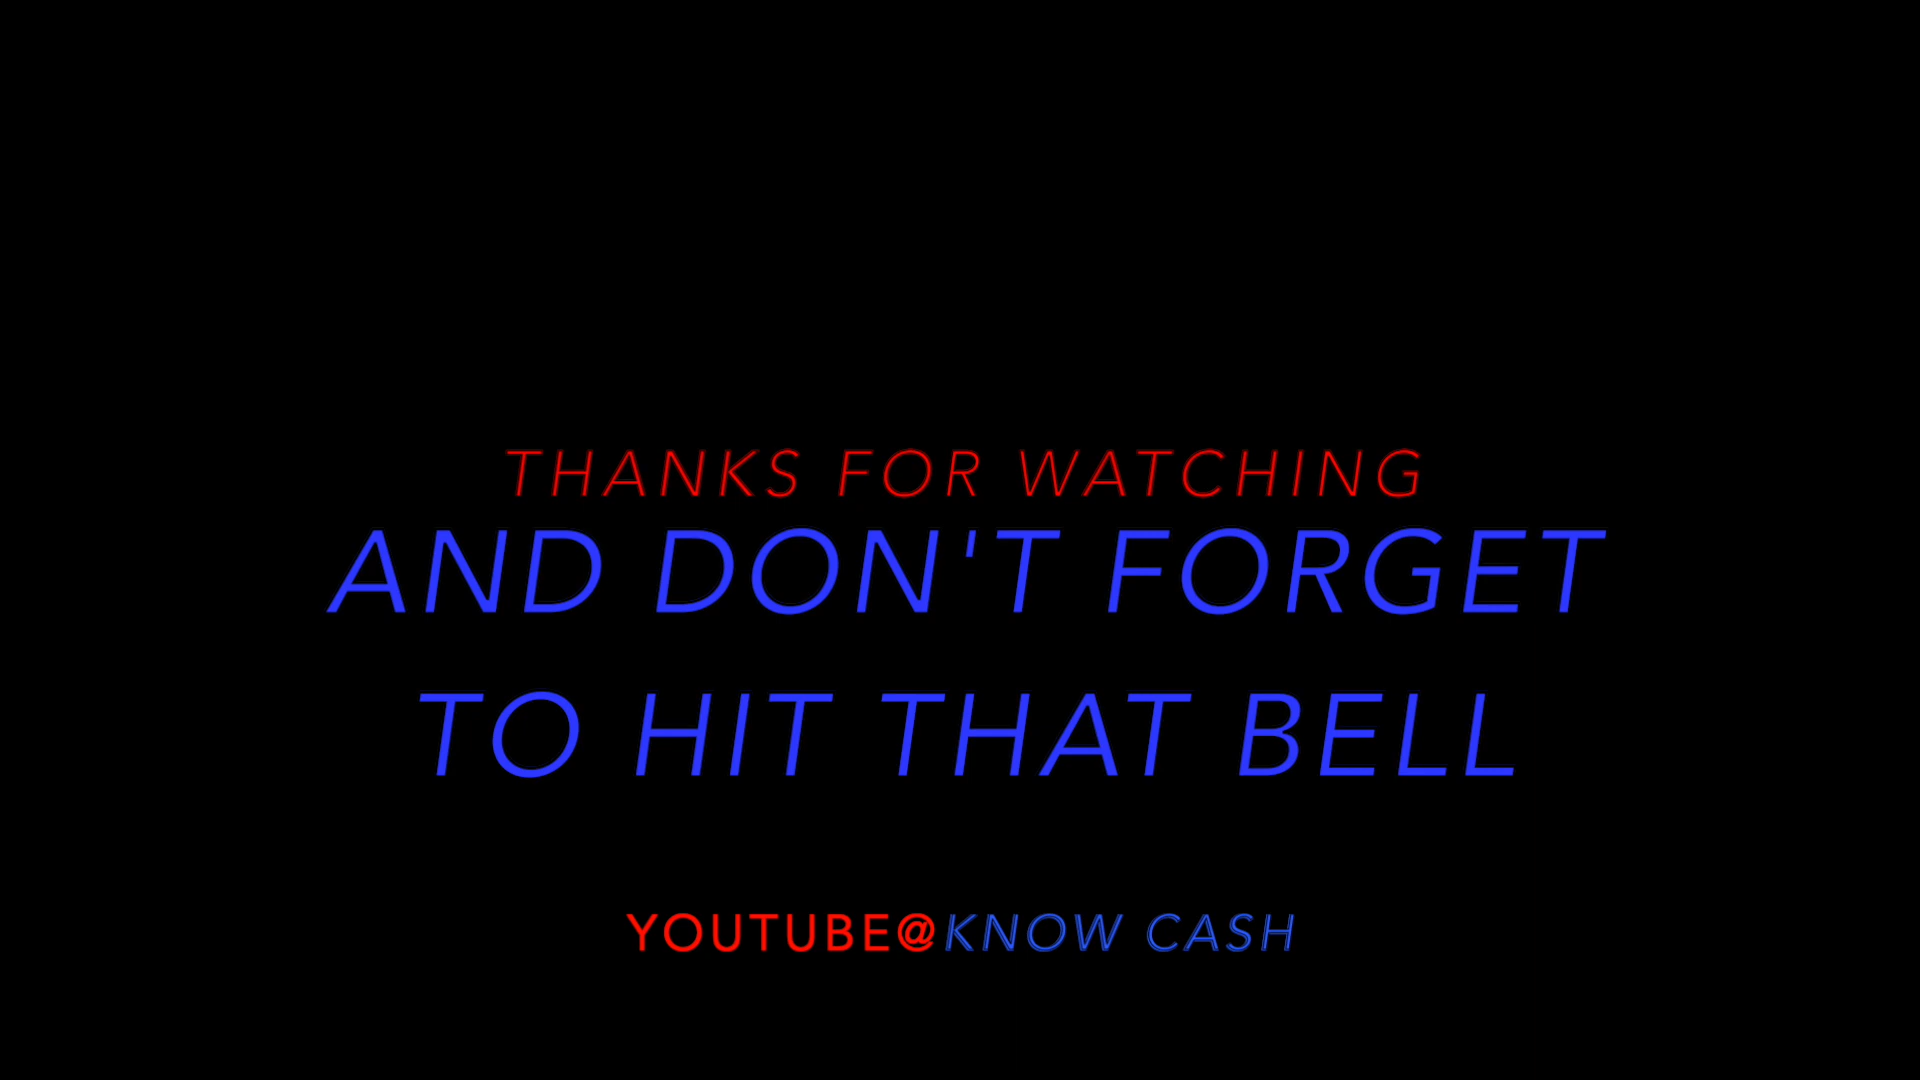 THANKS FOR WATCHING
AND DON'T FORGET
TO HIT THAT BELL
YOUTUBE@KNOW CASH